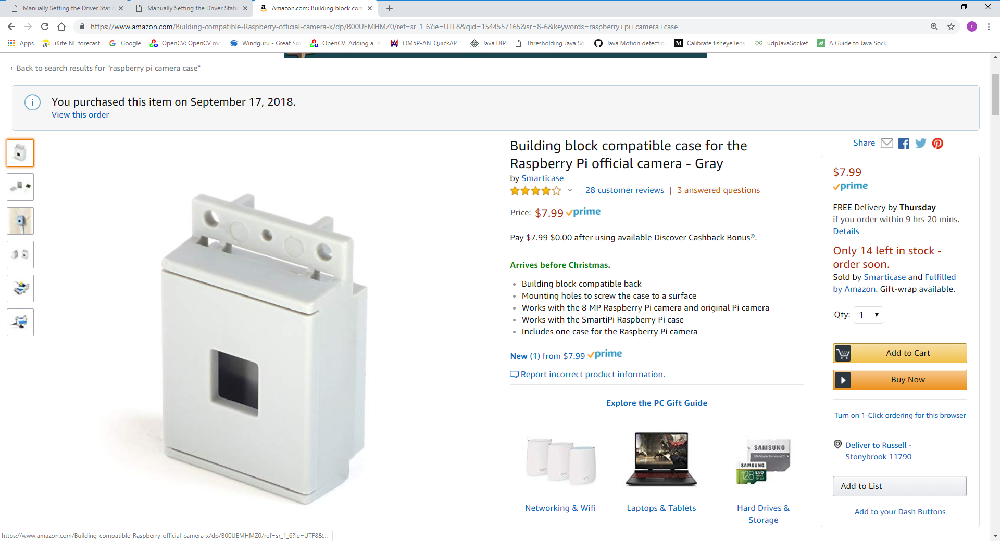 Manually Setting the Driver Static
Manually Setting the Driver Static
Amazon.com: Building block com
https://www.amazon.com/Building-compatible-Raspberry-official-camera-x/dp/B00UEMHMZ0/ref=sr_1_6?ie=UTF8&qid=1544557165&sr=8-6&keywords=raspberry+pi+camera+case
r
Apps
iKite NE forecast
Google
OpenCV: OpenCV mo
Windguru - Great So
OpenCV: Adding a Tr
OM5P-AN_QuickAP_
Java DIP
Thresholding Java So
Java Motion detectio
Calibrate fisheye lens
udpJavaSocket
A Guide to Java Sock
‹ Back to search results for "raspberry pi camera case"
You purchased this item on September 17, 2018.
View this order
Building block compatible case for the
Raspberry Pi official camera - Gray
by Smarticase
28 customer reviews | 3 answered questions
Price: $7.99 prime
Pay $7.99 $0.00 after using available Discover Cashback Bonus®.
Arrives before Christmas.
Building block compatible back
Mounting holes to screw the case to a surface
Works with the 8 MP Raspberry Pi camera and original Pi camera
Works with the SmartiPi Raspberry Pi case
Includes one case for the Raspberry Pi camera
New (1) from $7.99 prime
Report incorrect product information.
Explore the PC Gift Guide
SAMSUNG
SD Adapter for microSD
SAMSUNG
128 EVO
Networking & Wifi
Laptops & Tablets
Hard Drives &
Storage
Share
$7.99
prime
FREE Delivery by Thursday
if you order within 9 hrs 20 mins.
Details
Only 14 left in stock -
order soon.
Sold by Smarticase and Fulfilled
by Amazon. Gift-wrap available.
Qty: 1
Add to Cart
Buy Now
Turn on 1-Click ordering for this browser
Deliver to Russell -
Stonybrook 11790
Add to List
Add to your Dash Buttons
https://www.amazon.com/Building-compatible-Raspberry-official-camera-x/dp/B00UEMHMZ0/ref=sr_1_6?ie=UTF8&...